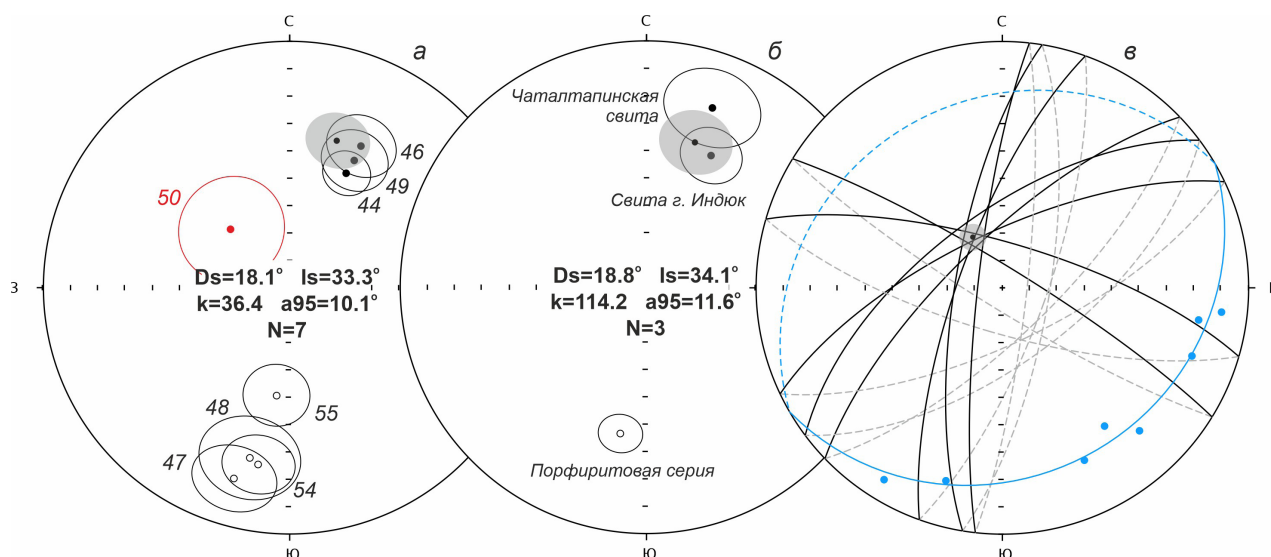 С
а
50
46
49
44
З
Ds=18.1° Is=33.3°
k=36.4 a95=10.1°
N=7
48
55
47
54
Ю
С
б
Чаталтапинская
свита
Свита г. Индюк
Ds=18.8° Is=34.1°
k=114.2 a95=11.6°
N=3
Порфиритовая серия
Ю
С
в
Ю